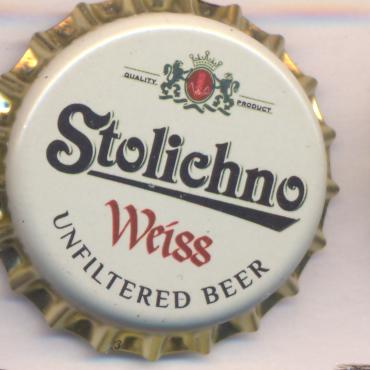 QUALITY PRODUCT
Stolichno
Weiss
UNFILTERED BEER